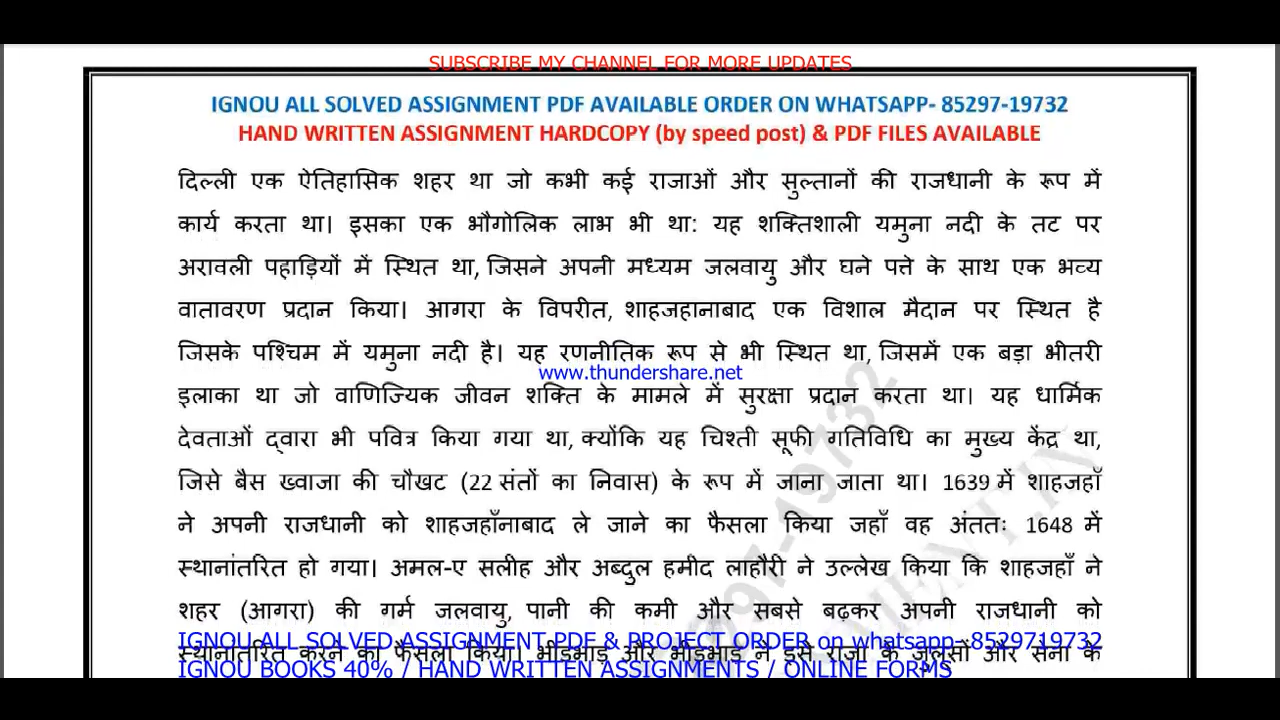 SUBSCRIBE MY CHANNEL FOR MORE UPDATES
IGNOU ALL SOLVED ASSIGNMENT PDF AVAILABLE ORDER ON WHATSAPP- 85297-19732
HAND WRITTEN ASSIGNMENT HARDCOPY (by speed post) & PDF FILES AVAILABLE
दिल्ली एक ऐतिहासिक शहर था जो कभी कई राजाओं और सुल्तानों की राजधानी के रूप में
कार्य करता था। इसका एक भौगोलिक लाभ भी था: यह शक्तिशाली यमुना नदी के तट पर
अरावली पहाड़ियों में स्थित था, जिसने अपनी मध्यम जलवायु और घने पत्ते के साथ एक भव्य
वातावरण प्रदान किया। आगरा के विपरीत, शाहजहानाबाद एक विशाल मैदान पर स्थित है
जिसके पश्चिम में यमुना नदी है। यह रणनीतिक रूप से भी स्थित था, जिसमें एक बड़ा भीतरी
www.thundershare.net
इलाका था जो वाणिज्यिक जीवन शक्ति के मामले में सुरक्षा प्रदान करता था। यह धार्मिक
देवताओं द्वारा भी पवित्र किया गया था, क्योंकि यह चिश्ती सूफी गतिविधि का मुख्य केंद्र था,
जिसे बैस ख्वाजा की चौखट (22 संतों का निवास) के रूप में जाना जाता था। 1639 में शाहजहाँ
ने अपनी राजधानी को शाहजहाँनाबाद ले जाने का फैसला किया जहाँ वह अंततः 1648 में
स्थानांतरित हो गया। अमल-ए सलीह और अब्दुल हमीद लाहौरी ने उल्लेख किया कि शाहजहाँ ने
शहर (आगरा) की गर्म जलवायु, पानी की कमी और सबसे बढ़कर अपनी राजधानी को
IGNOU ALL SOLVED ASSIGNMENT PDF & PROJECT ORDER on whatsapp- 8529719732
स्थानांतरित करने का फैसला किया। भीड़भाड़ और भीड़भाड़ ने इसे राजा के जुलूसों और सेना के
IGNOU BOOKS 40% / HAND WRITTEN ASSIGNMENTS / ONLINE FORMS